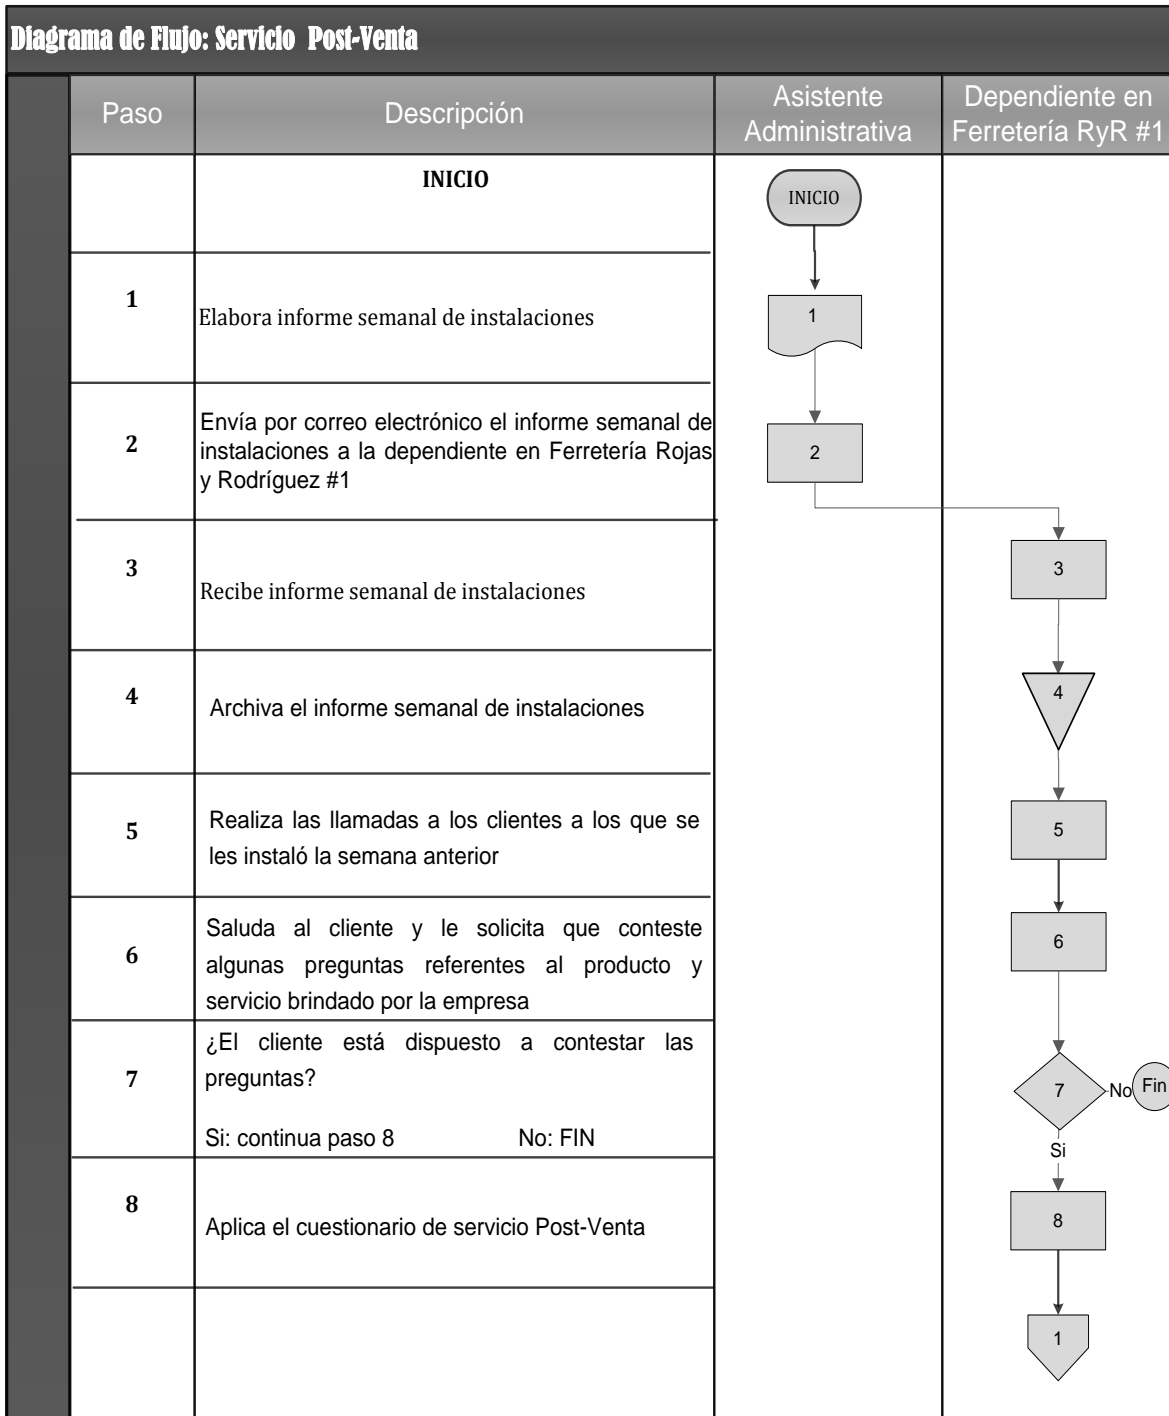 Diagrama de Flujo: Servicio Post-Venta
Paso
Descripción
Asistente
Administrativa
Dependiente en
Ferretería RyR #1
INICIO
INICIO
1
Elabora informe semanal de instalaciones
1
2
Envía por correo electrónico el informe semanal de
instalaciones a la dependiente en Ferretería Rojas
y Rodríguez #1
2
3
Recibe informe semanal de instalaciones
3
4
Archiva el informe semanal de instalaciones
4
5
Realiza las llamadas a los clientes a los que se
les instaló la semana anterior
5
6
Saluda al cliente y le solicita que conteste
algunas preguntas referentes al producto y
servicio brindado por la empresa
6
7
¿El cliente está dispuesto a contestar las
preguntas?
Si: continua paso 8 No: FIN
7
No
Fin
Si
8
Aplica el cuestionario de servicio Post-Venta
8
1